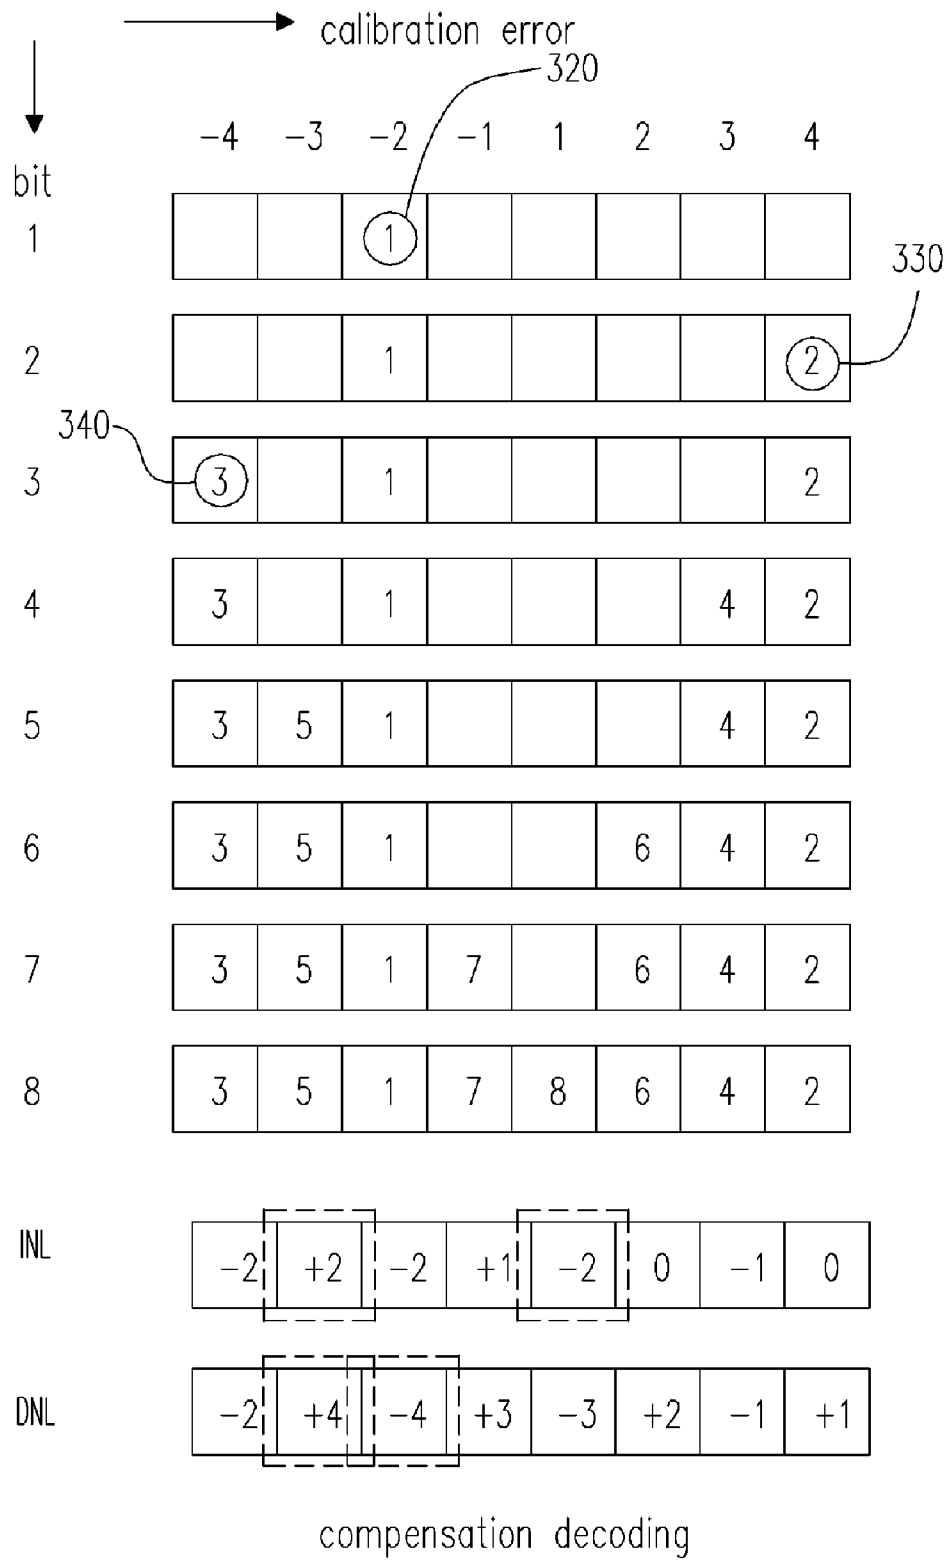 calibration error
320
-4 -3 -2 -1 1 2 3 4
bit
1 1
330
2 1 2
340
3 3 1 2
4 3 1 4 2
5 3 5 1 4 2
6 3 5 1 6 4 2
7 3 5 1 7 6 4 2
8 3 5 1 7 8 6 4 2
INL -2 +2 -2 +1 -2 0 -1 0
DNL -2 +4 -4 +3 -3 +2 -1 +1
compensation decoding